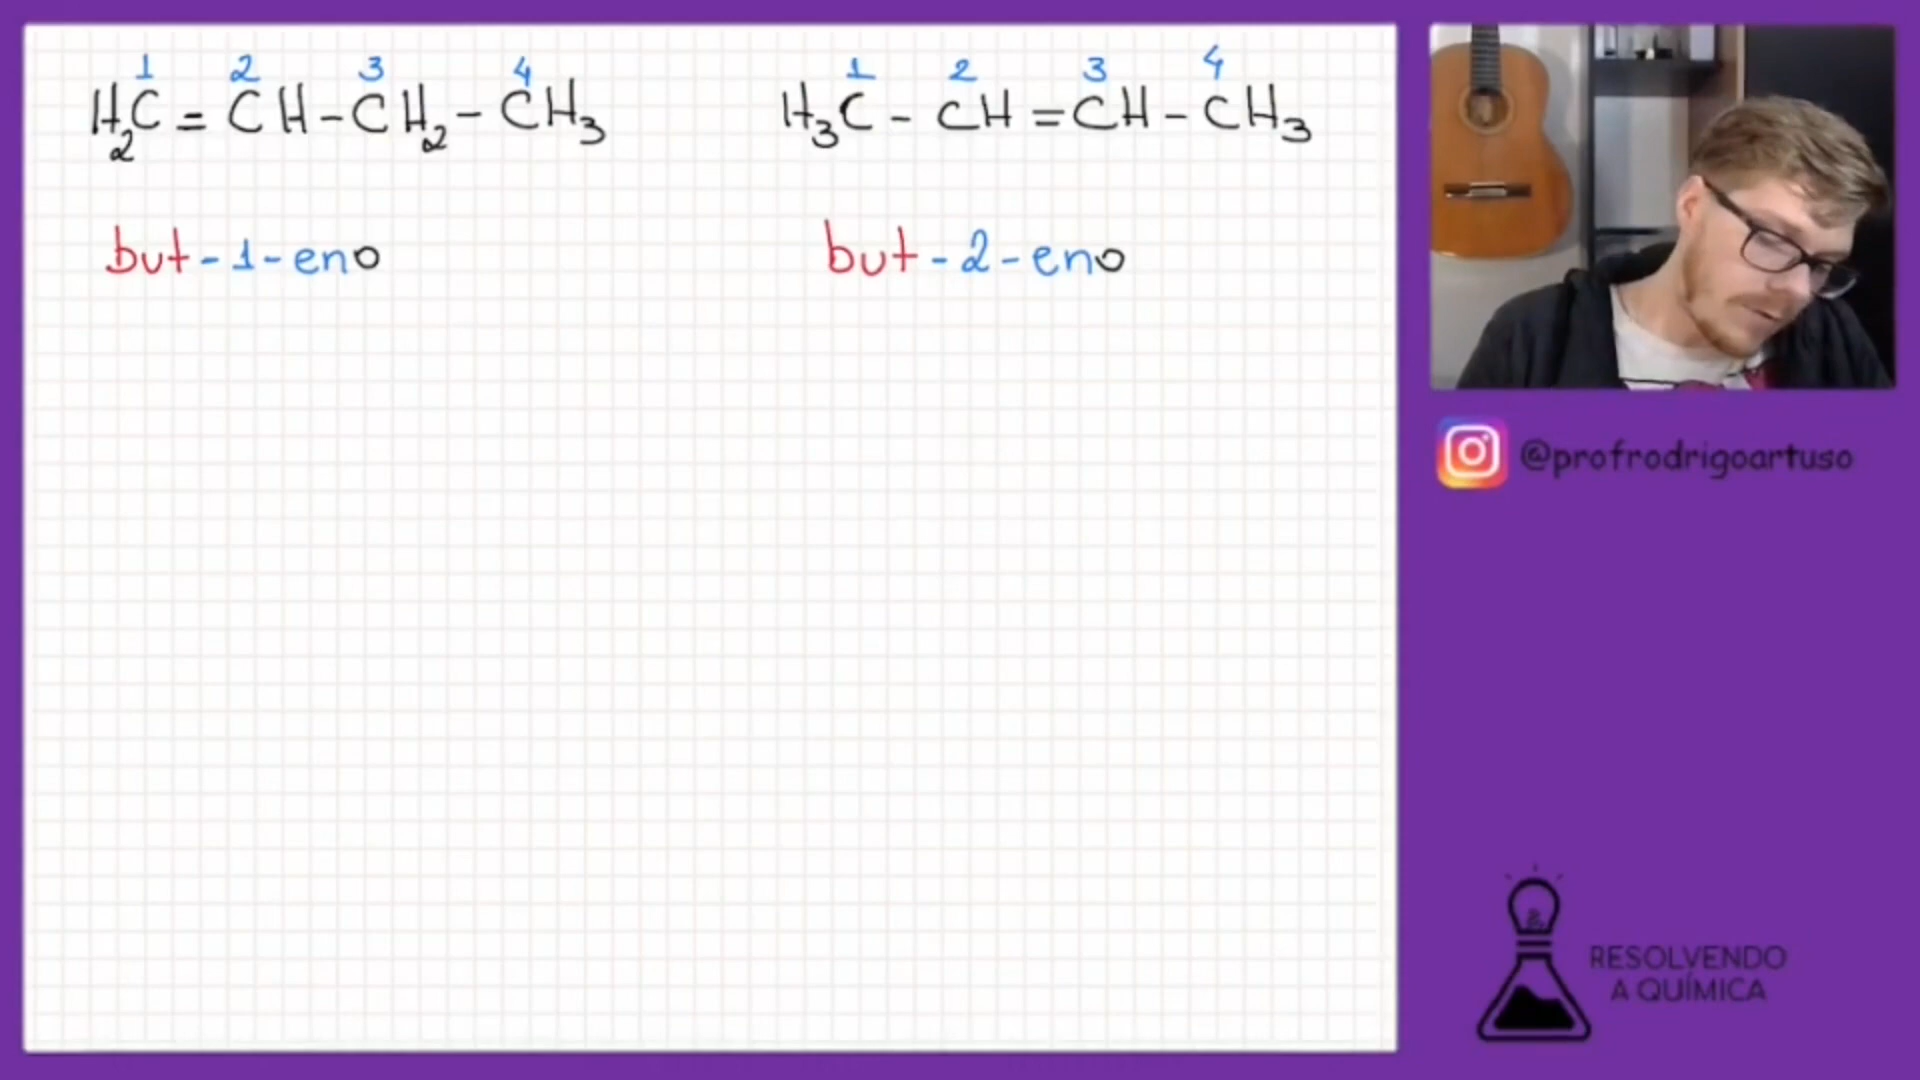 1 2 3 4
H₂C = CH - CH₂ - CH₃
but - 1 - eno
1 2 3 4
H₃C - CH = CH - CH₃
but - 2 - eno
@profrodrigoartuso
RESOLVENDO
A QUÍMICA